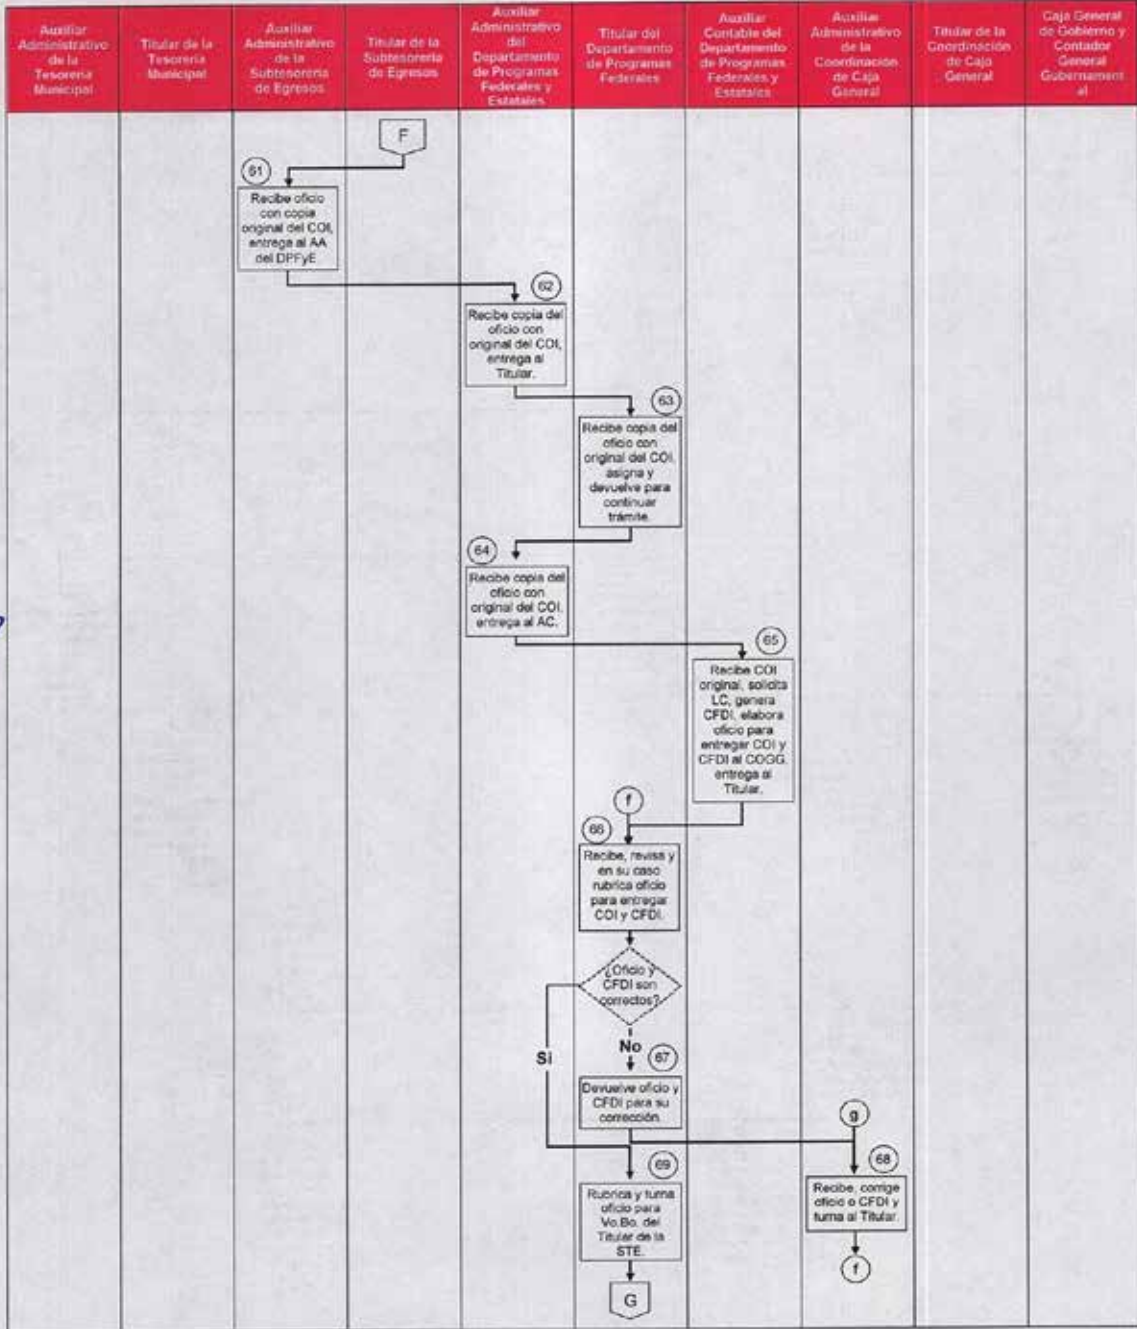 Auxiliar
Administrativo
de la
Tesorería
Municipal
Titular de la
Tesorería
Municipal
Auxiliar
Administrativo
de la
Subtesorería
de Egresos
Titular de la
Subtesorería
de Egresos
Auxiliar
Administrativo
del
Departamento
de Programas
Federales y
Estatales
Titular del
Departamento
de Programas
Federales
Auxiliar
Contable del
Departamento
de Programas
Federales y
Estatales
Auxiliar
Administrativo
de la
Coordinación
de Caja
General
Titular de la
Coordinación
de Caja
General
Caja General
de Gobierno y
Contador
General
Gubernament
al
F
61
Recibe oficio
con copia
original del COI,
entrega al AA
del DPFyE
62
Recibe copia del
oficio con
original del COI,
entrega al
Titular.
63
Recibe copia del
oficio con
original del COI,
asigna y
devuelve para
continuar
trámite.
64
Recibe copia del
oficio con
original del COI,
entrega al AC.
65
Recibe COI
original, solicita
LC, genera
CFDI, elabora
oficio para
entregar COI y
CFDI al COGG,
entrega al
Titular.
f
66
Recibe, revisa y
en su caso
rubrica oficio
para entregar
COI y CFDI.
¿Oficio y
CFDI son
correctos?
Si
No
67
Devuelve oficio y
CFDI para su
corrección.
g
68
Recibe, corrige
oficio o CFDI y
turna al Titular.
f
69
Rubrica y turna
oficio para
Vo.Bo. del
Titular de la
STE.
G